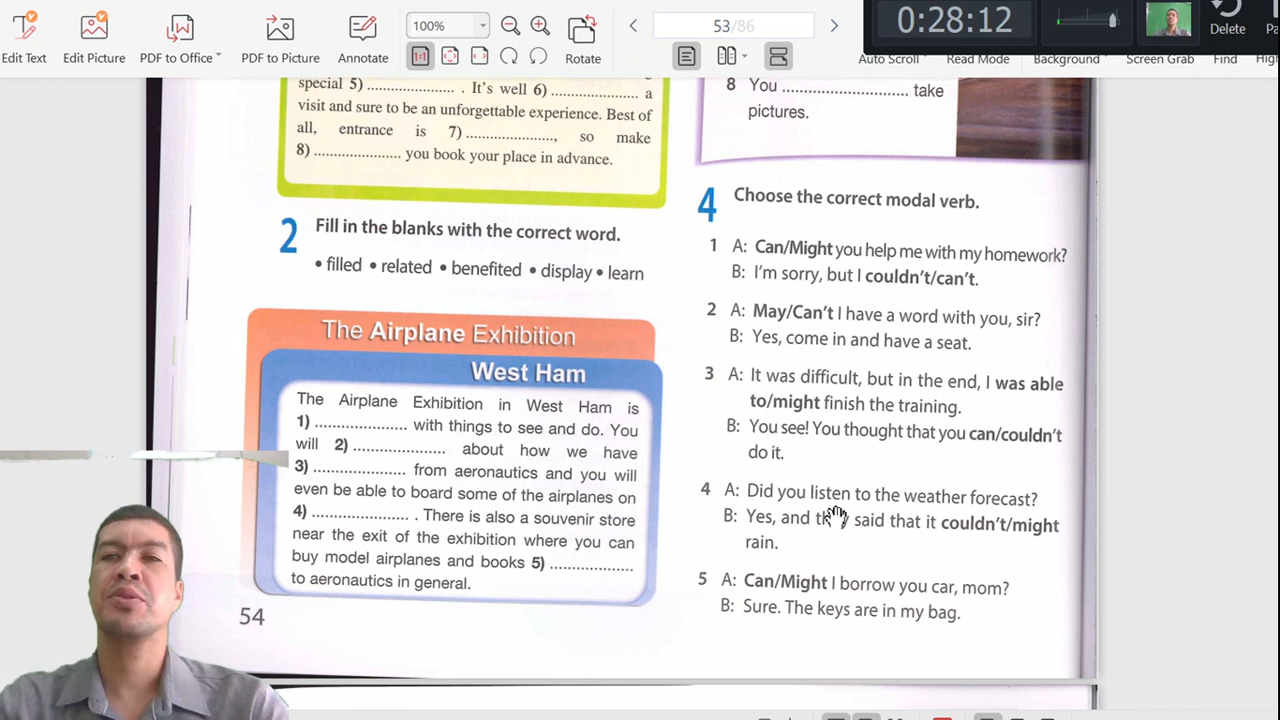 100%
53/86
0:28:12
Delete
Edit Text
Edit Picture
PDF to Office
PDF to Picture
Annotate
Rotate
Auto Scroll
Read Mode
Background
Screen Grab
Find
special 5) .................... . It's well 6) .................... a
visit and sure to be an unforgettable experience. Best of
all, entrance is 7) ...................., so make
8) .................... you book your place in advance.
2 Fill in the blanks with the correct word.
• filled • related • benefited • display • learn
The Airplane Exhibition
West Ham
The Airplane Exhibition in West Ham is
1) .................... with things to see and do. You
will 2) .................... about how we have
3) .................... from aeronautics and you will
even be able to board some of the airplanes on
4) .................... . There is also a souvenir store
near the exit of the exhibition where you can
buy model airplanes and books 5) ....................
to aeronautics in general.
54
8 You ............................ take
pictures.
4 Choose the correct modal verb.
1 A: Can/Might you help me with my homework?
B: I'm sorry, but I couldn't/can't.
2 A: May/Can't I have a word with you, sir?
B: Yes, come in and have a seat.
3 A: It was difficult, but in the end, I was able
to/might finish the training.
B: You see! You thought that you can/couldn't
do it.
4 A: Did you listen to the weather forecast?
B: Yes, and they said that it couldn't/might
rain.
5 A: Can/Might I borrow you car, mom?
B: Sure. The keys are in my bag.